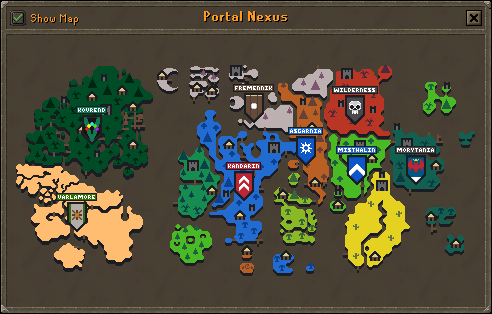 Show Map
Portal Nexus
FREMENNIK
WILDERNESS
KOUREND
ASGARNIA
MISTHALIN
MORYTANIA
KANDARIN
VARLAMORE